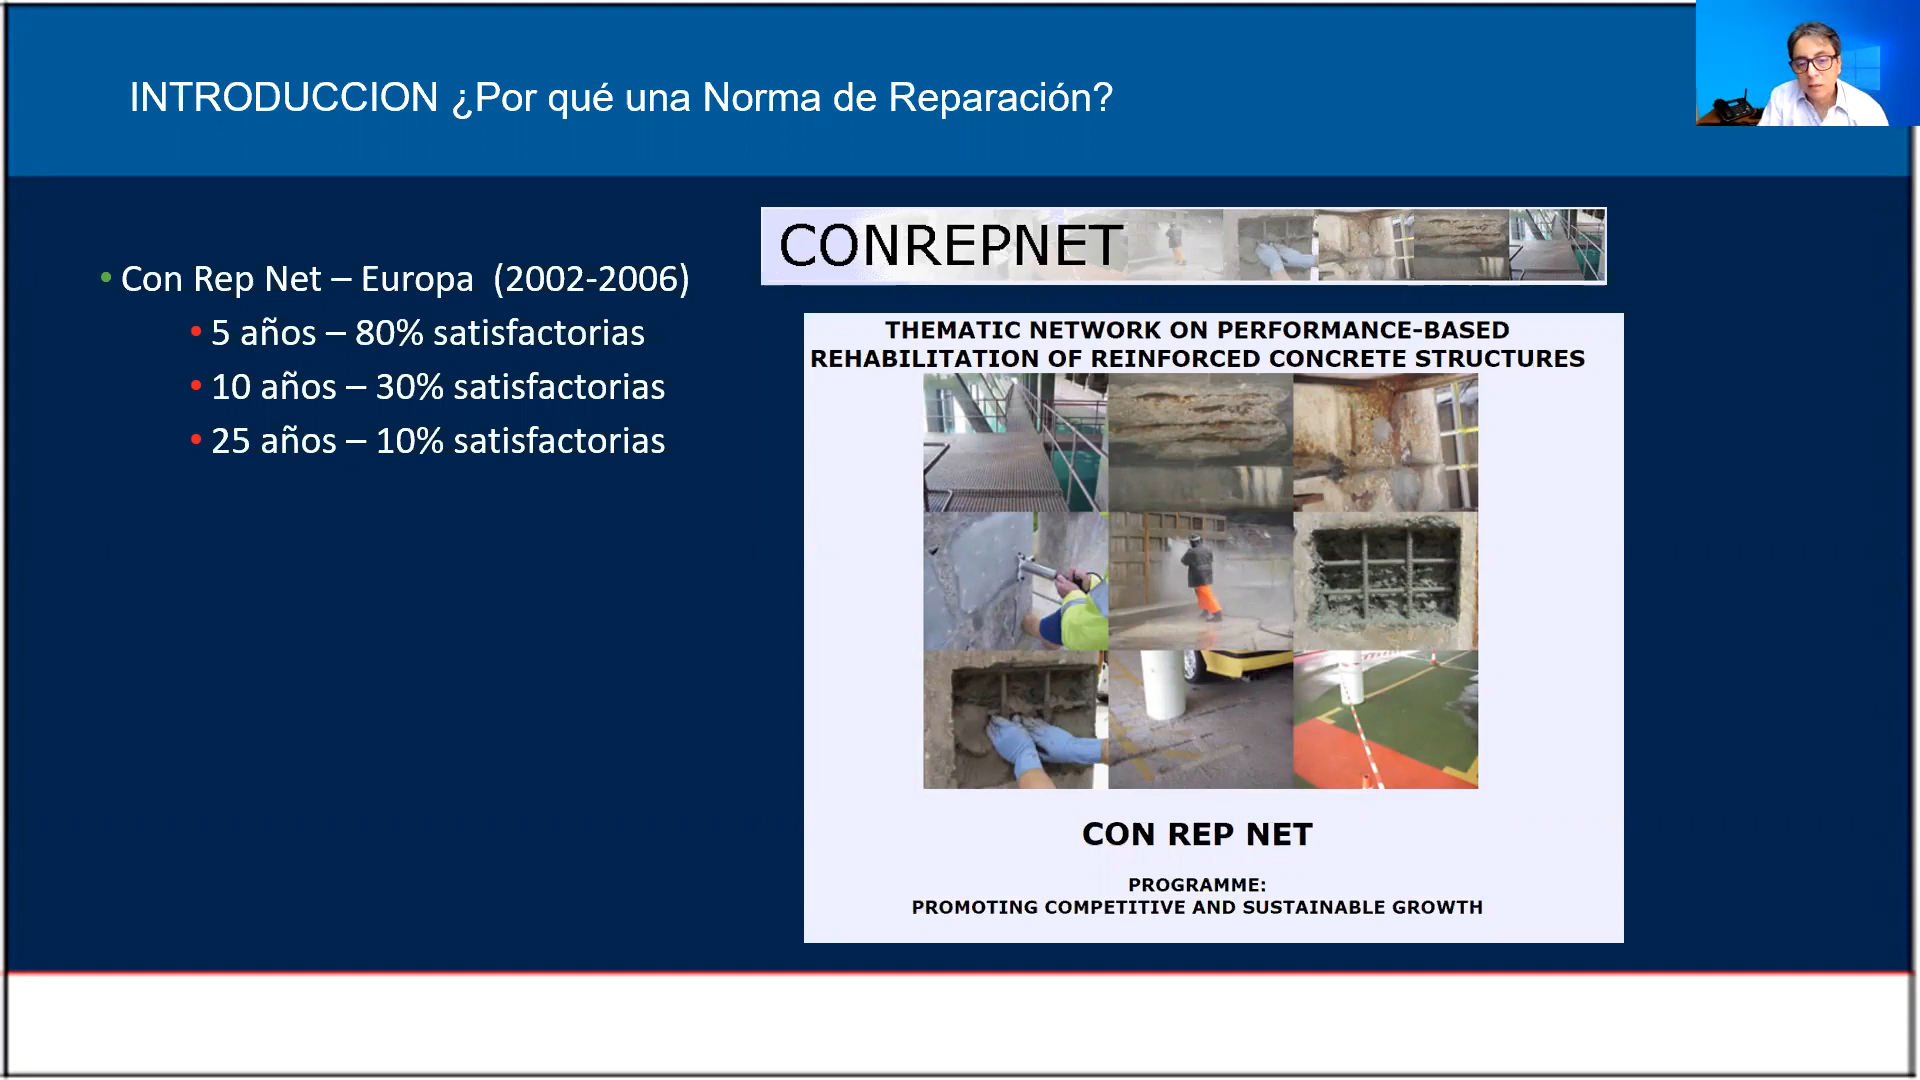 INTRODUCCION ¿Por qué una Norma de Reparación?
• Con Rep Net – Europa (2002-2006)
• 5 años – 80% satisfactorias
• 10 años – 30% satisfactorias
• 25 años – 10% satisfactorias
CONREPNET
THEMATIC NETWORK ON PERFORMANCE-BASED
REHABILITATION OF REINFORCED CONCRETE STRUCTURES
CON REP NET
PROGRAMME:
PROMOTING COMPETITIVE AND SUSTAINABLE GROWTH